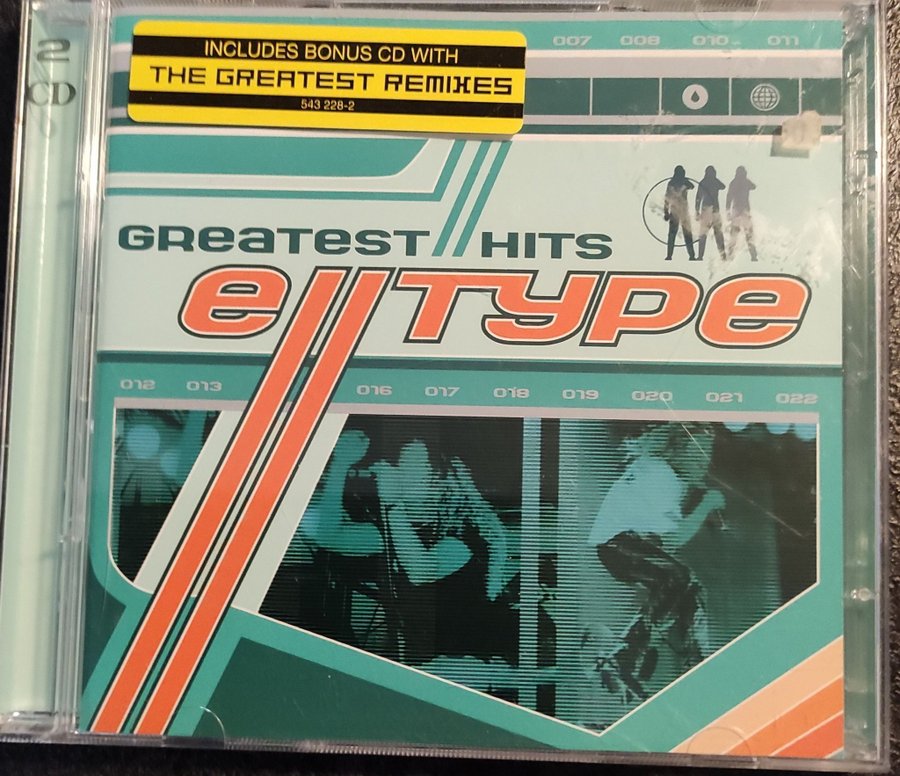 2
CD
INCLUDES BONUS CD WITH
THE GREATEST REMIXES
543 228-2
007 008 010 011
GREATEST // HITS
e//TYPE
012 013 016 017 018 019 020 021 022